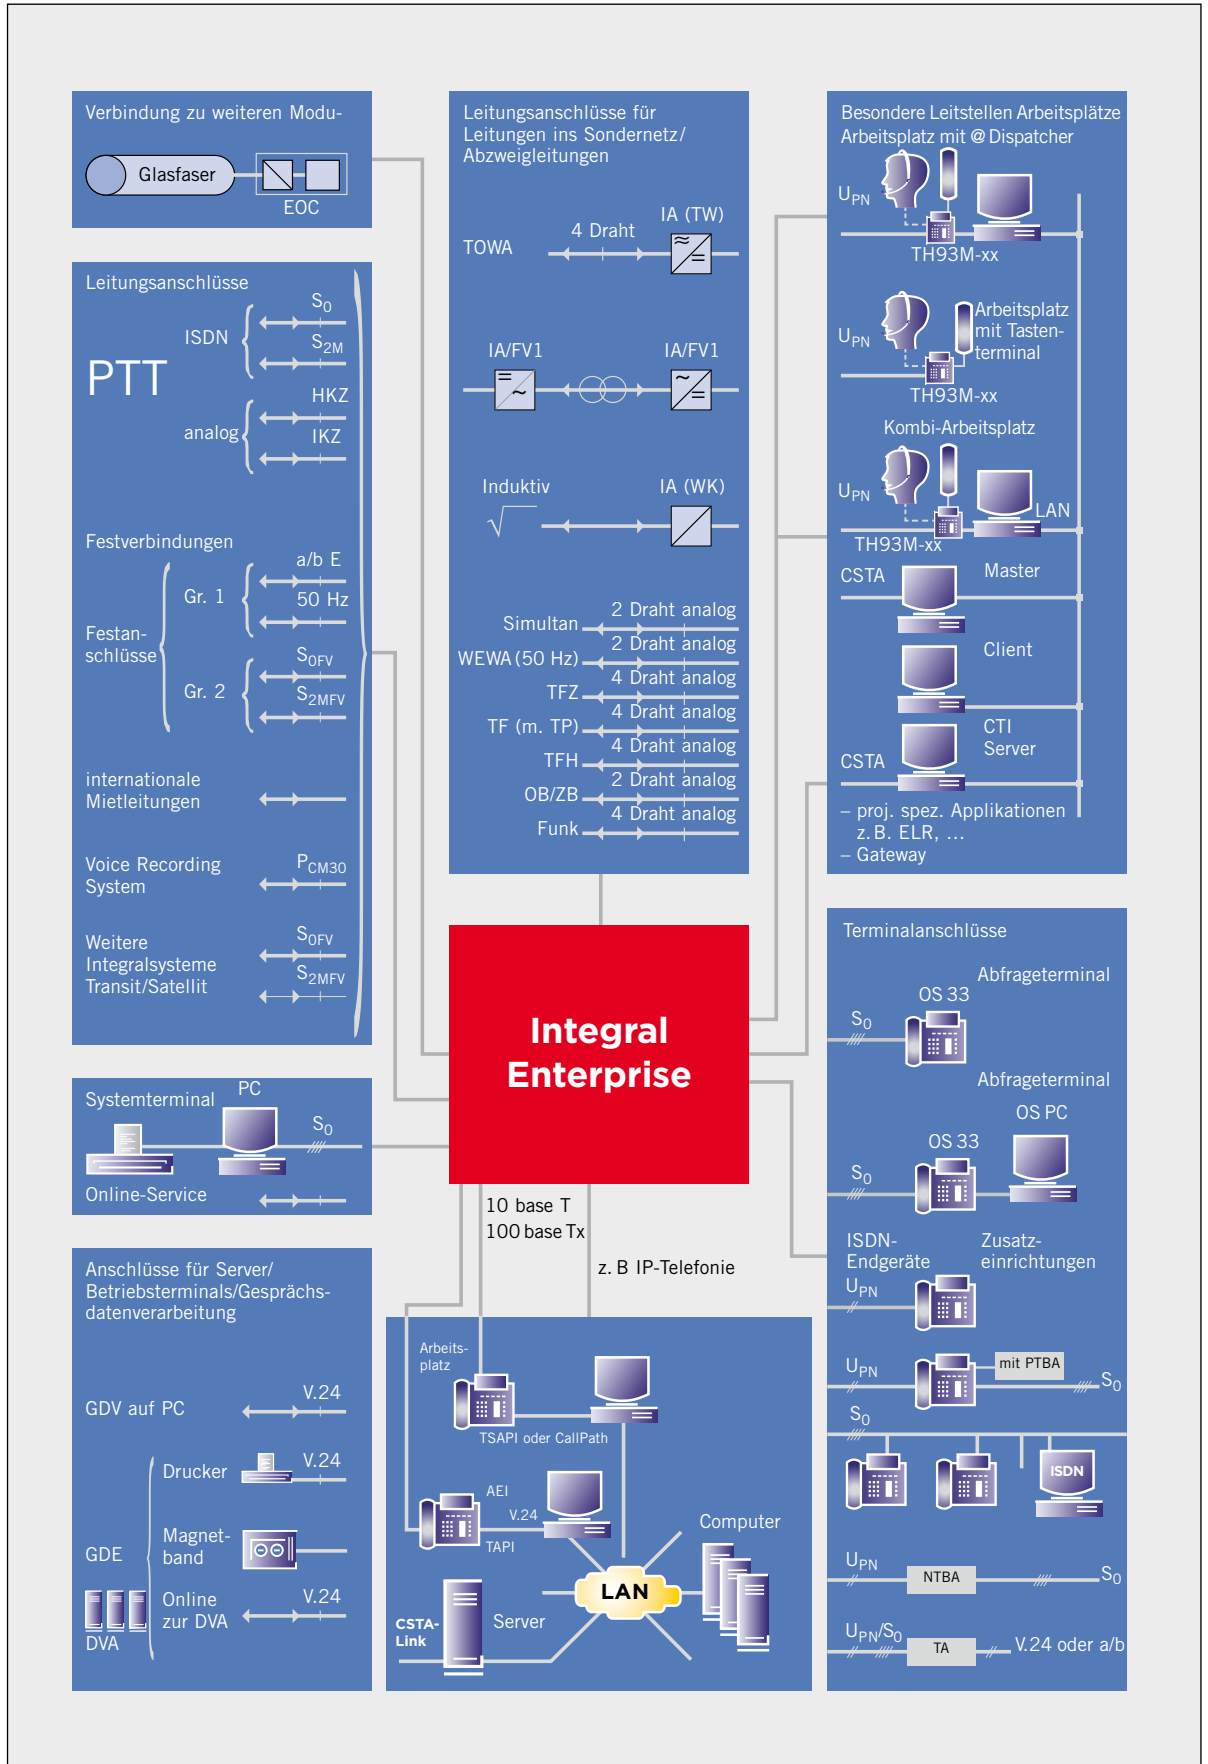 Verbindung zu weiteren Modu-
Glasfaser
EOC
Leitungsanschlüsse
PTT
ISDN
S0
S2M
analog
HKZ
IKZ
Festverbindungen
Festan-
schlüsse
Gr. 1
a/b E
50 Hz
Gr. 2
S0FV
S2MFV
internationale
Mietleitungen
Voice Recording
System
PCM30
Weitere
Integralsysteme
Transit/Satellit
S0FV
S2MFV
Systemterminal
PC
S0
Online-Service
Anschlüsse für Server/
Betriebsterminals/Gesprächs-
datenverarbeitung
GDV auf PC
V.24
Drucker
V.24
GDE
Magnet-
band
Online
zur DVA
V.24
DVA
Leitungsanschlüsse für
Leitungen ins Sondernetz/
Abzweigleitungen
TOWA
4 Draht
IA (TW)
IA/FV1
IA/FV1
Induktiv
IA (WK)
Simultan
2 Draht analog
WEWA (50 Hz)
2 Draht analog
TFZ
4 Draht analog
TF (m. TP)
4 Draht analog
TFH
4 Draht analog
OB/ZB
2 Draht analog
Funk
4 Draht analog
Integral
Enterprise
10 base T
100 base Tx
z. B IP-Telefonie
Arbeits-
platz
TSAPI oder CallPath
AEI
V.24
TAPI
Computer
LAN
CSTA-
Link
Server
Besondere Leitstellen Arbeitsplätze
Arbeitsplatz mit @ Dispatcher
UPN
TH93M-xx
UPN
Arbeitsplatz
mit Tasten-
terminal
TH93M-xx
Kombi-Arbeitsplatz
UPN
LAN
TH93M-xx
CSTA
Master
Client
CTI
Server
CSTA
– proj. spez. Applikationen
z. B. ELR, ...
– Gateway
Terminalanschlüsse
Abfrageterminal
OS 33
S0
Abfrageterminal
OS PC
OS 33
S0
ISDN-
Endgeräte
Zusatz-
einrichtungen
UPN
UPN
mit PTBA
S0
S0
ISDN
UPN
NTBA
S0
UPN/S0
TA
V.24 oder a/b